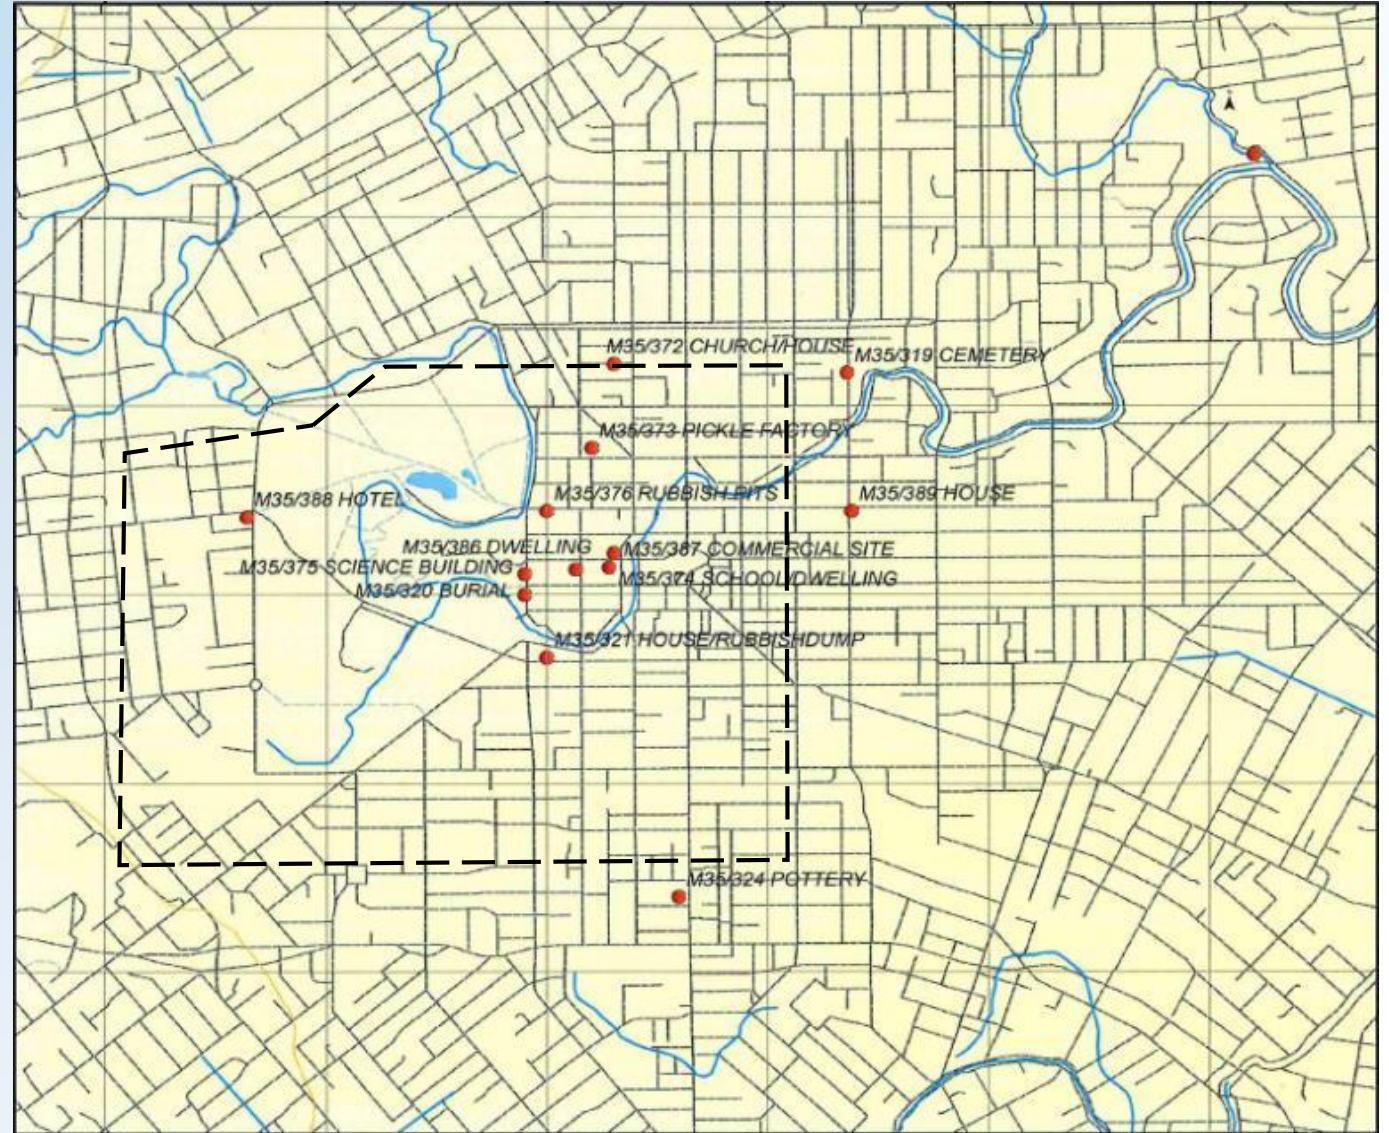 M35/372 CHURCH/HOUSE
M35/319 CEMETERY
M35/373 PICKLE FACTORY
M35/388 HOTEL
M35/376 RUBBISH PITS
M35/389 HOUSE
M35/386 DWELLING
M35/387 COMMERCIAL SITE
M35/375 SCIENCE BUILDING
M35/374 SCHOOL/DWELLING
M35/320 BURIAL
M35/321 HOUSE/RUBBISHDUMP
M35/324 POTTERY